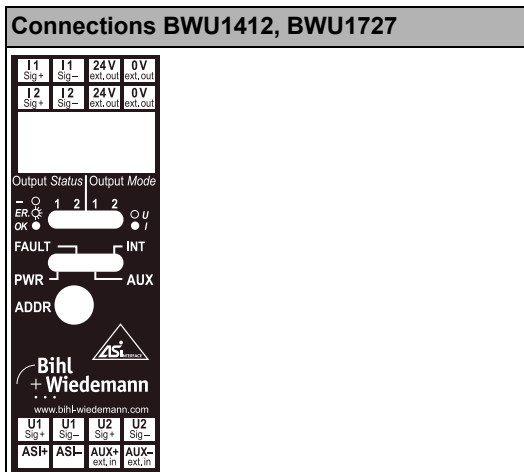 Connections BWU1412, BWU1727
I1 I1 24V 0V
Sig+ Sig– ext.out ext.out
I2 I2 24V 0V
Sig+ Sig– ext.out ext.out
Output Status Output Mode
– 1 2 1 2
ER. U
OK I
FAULT INT
PWR AUX
ADDR
ASi
INTERFACE
Bihl
+ Wiedemann
www.bihl-wiedemann.com
U1 U1 U2 U2
Sig+ Sig– Sig+ Sig–
ASI+ ASI– AUX+ AUX–
ext.in ext.in